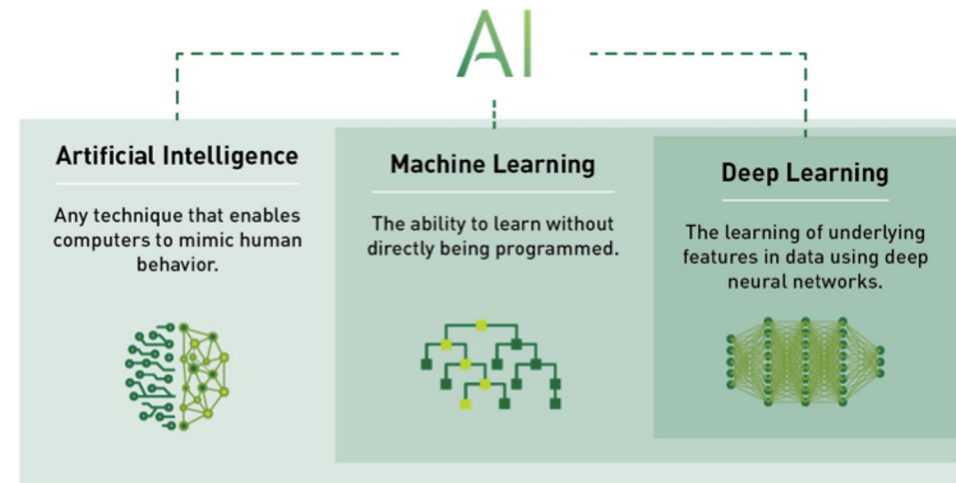 AI
Artificial Intelligence
Any technique that enables
computers to mimic human
behavior.
Machine Learning
The ability to learn without
directly being programmed.
Deep Learning
The learning of underlying
features in data using deep
neural networks.